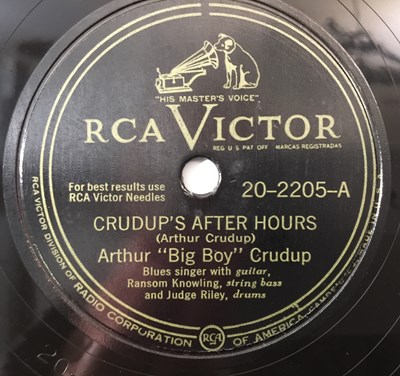 "HIS MASTER'S VOICE"
RCA VICTOR
REG U S PAT OFF MARCAS REGISTRADAS
For best results use
RCA Victor Needles
20-2205-A
CRUDUP'S AFTER HOURS
(Arthur Crudup)
Arthur "Big Boy" Crudup
Blues singer with guitar,
Ransom Knowling, string bass
and Judge Riley, drums
RCA VICTOR DIVISION OF RADIO CORPORATION OF AMERICA,
RCA